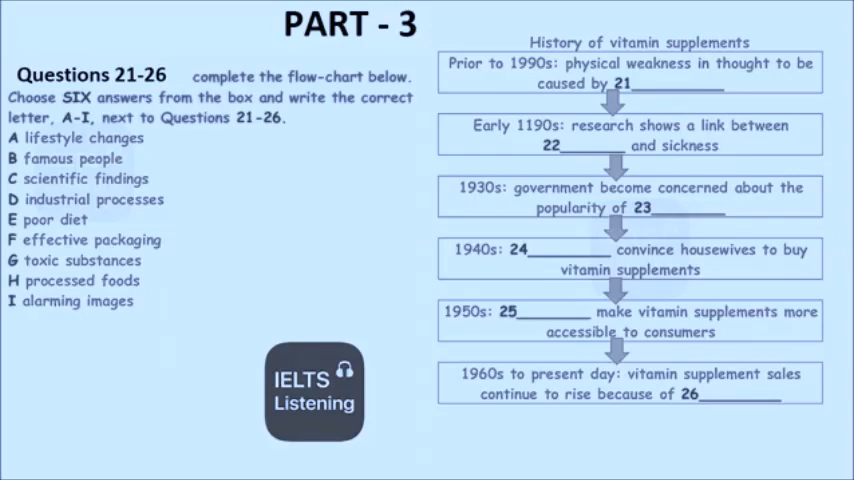 PART - 3
Questions 21-26 complete the flow-chart below.
Choose SIX answers from the box and write the correct
letter, A-I, next to Questions 21-26.
A lifestyle changes
B famous people
C scientific findings
D industrial processes
E poor diet
F effective packaging
G toxic substances
H processed foods
I alarming images
IELTS
Listening
History of vitamin supplements
Prior to 1990s: physical weakness in thought to be
caused by 21__________
Early 1190s: research shows a link between
22_______ and sickness
1930s: government become concerned about the
popularity of 23________
1940s: 24_________ convince housewives to buy
vitamin supplements
1950s: 25________ make vitamin supplements more
accessible to consumers
1960s to present day: vitamin supplement sales
continue to rise because of 26_________